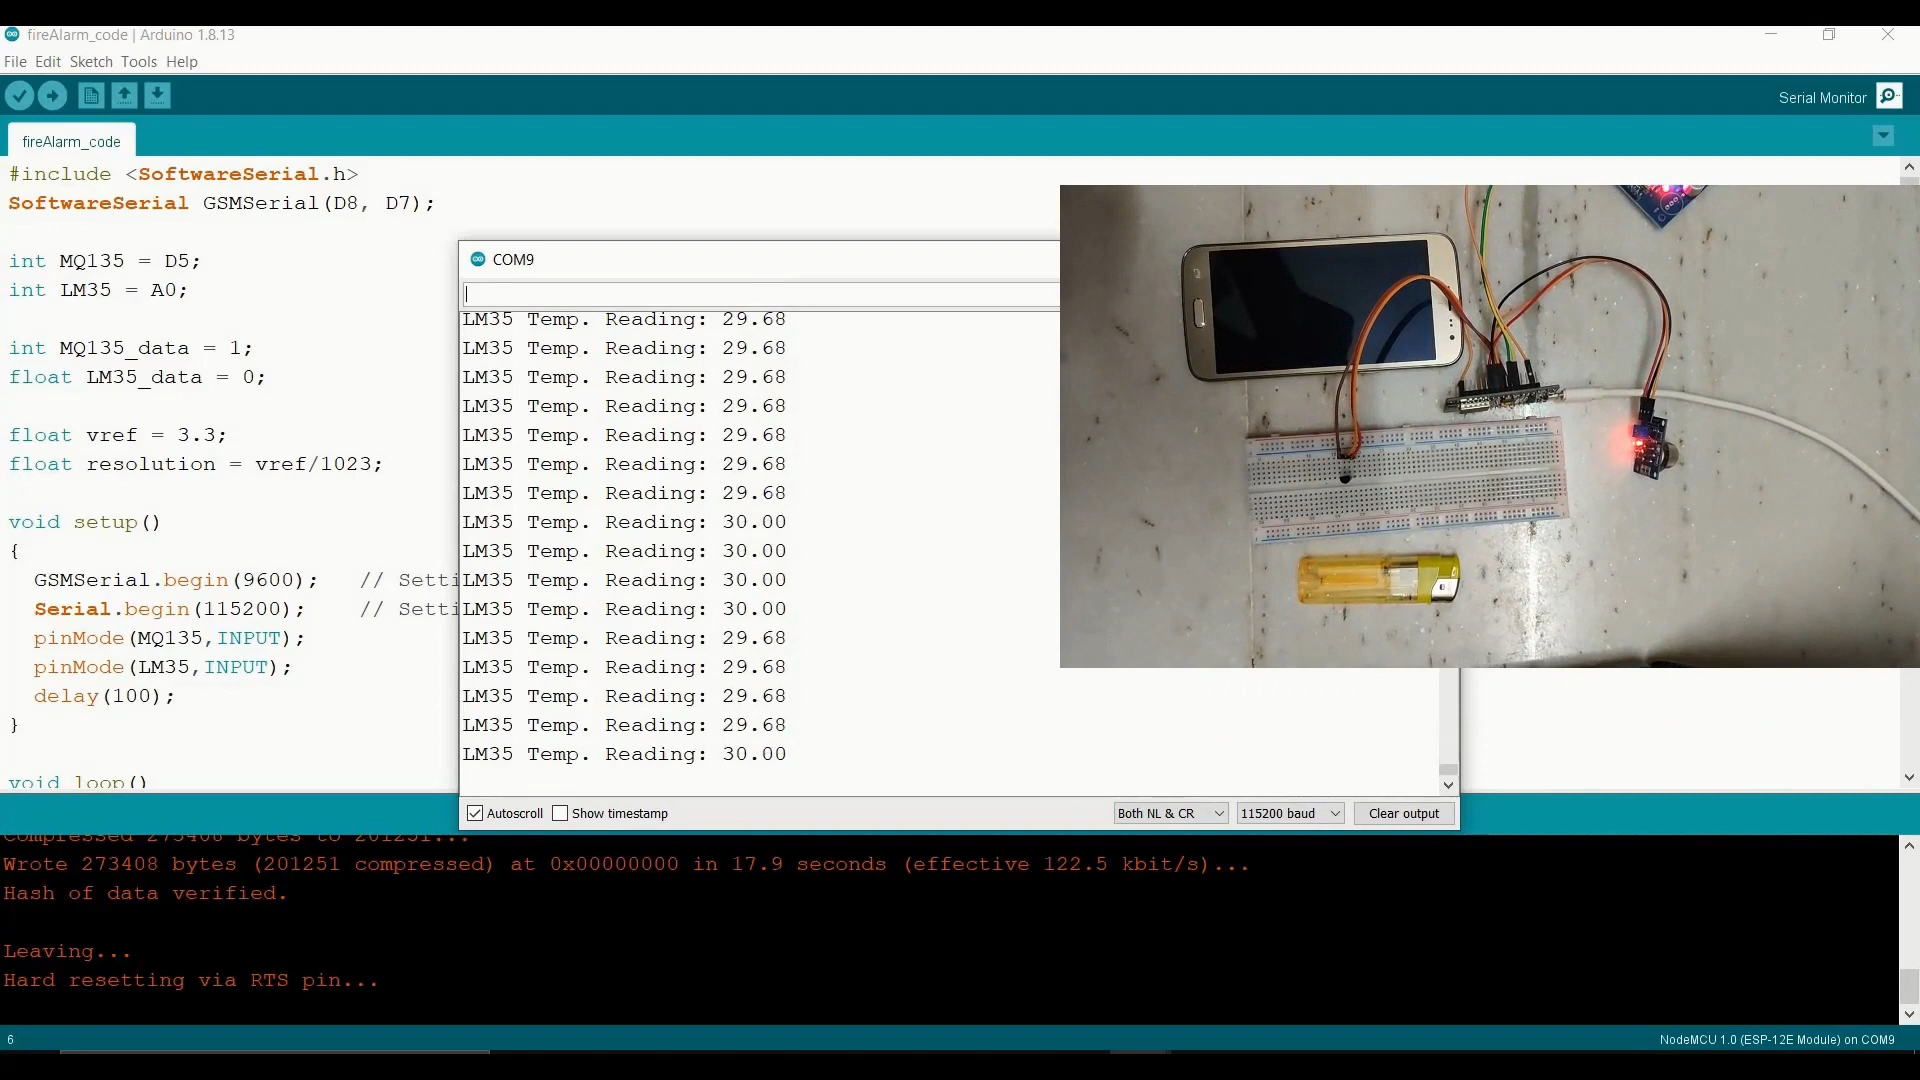 fireAlarm_code | Arduino 1.8.13
File Edit Sketch Tools Help
Serial Monitor
fireAlarm_code
#include <SoftwareSerial.h>
SoftwareSerial GSMSerial(D8, D7);
int MQ135 = D5;
int LM35 = A0;
int MQ135_data = 1;
float LM35_data = 0;
float vref = 3.3;
float resolution = vref/1023;
void setup()
{
GSMSerial.begin(9600); // Setti
Serial.begin(115200); // Setti
pinMode(MQ135,INPUT);
pinMode(LM35,INPUT);
delay(100);
}
void loop()
COM9
LM35 Temp. Reading: 29.68
LM35 Temp. Reading: 29.68
LM35 Temp. Reading: 29.68
LM35 Temp. Reading: 29.68
LM35 Temp. Reading: 29.68
LM35 Temp. Reading: 29.68
LM35 Temp. Reading: 29.68
LM35 Temp. Reading: 30.00
LM35 Temp. Reading: 30.00
LM35 Temp. Reading: 30.00
LM35 Temp. Reading: 30.00
LM35 Temp. Reading: 29.68
LM35 Temp. Reading: 29.68
LM35 Temp. Reading: 29.68
LM35 Temp. Reading: 29.68
LM35 Temp. Reading: 30.00
Autoscroll Show timestamp Both NL & CR 115200 baud Clear output
Compressed 273408 bytes to 201251...
Wrote 273408 bytes (201251 compressed) at 0x00000000 in 17.9 seconds (effective 122.5 kbit/s)...
Hash of data verified.
Leaving...
Hard resetting via RTS pin...
6 NodeMCU 1.0 (ESP-12E Module) on COM9